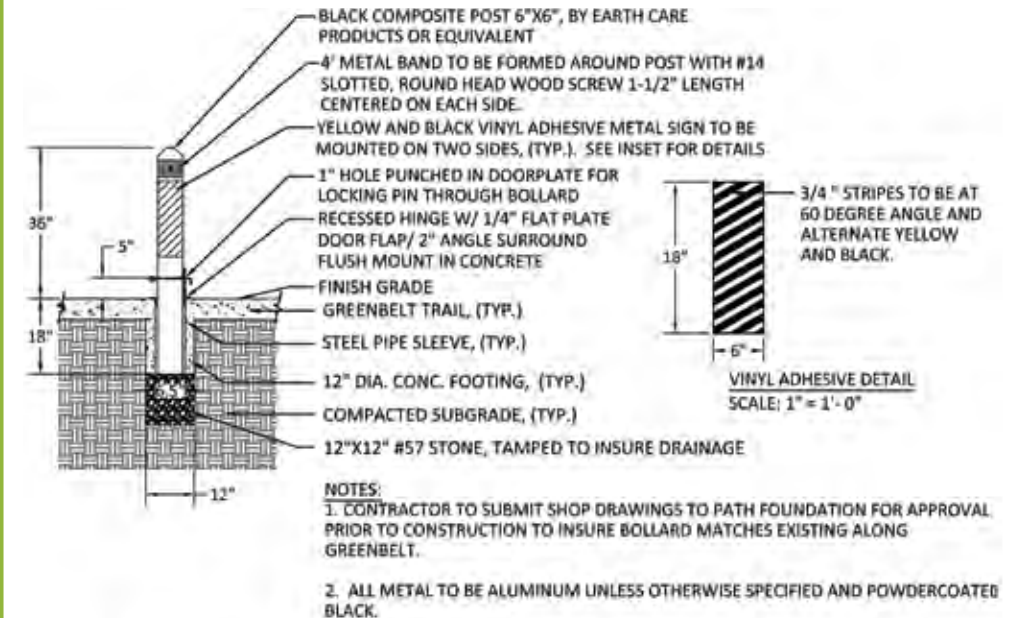 BLACK COMPOSITE POST 6"X6", BY EARTH CARE
PRODUCTS OR EQUIVALENT
4' METAL BAND TO BE FORMED AROUND POST WITH #14
SLOTTED, ROUND HEAD WOOD SCREW 1-1/2" LENGTH
CENTERED ON EACH SIDE.
YELLOW AND BLACK VINYL ADHESIVE METAL SIGN TO BE
MOUNTED ON TWO SIDES, (TYP.). SEE INSET FOR DETAILS
1" HOLE PUNCHED IN DOORPLATE FOR
LOCKING PIN THROUGH BOLLARD
RECESSED HINGE W/ 1/4" FLAT PLATE
DOOR FLAP/ 2" ANGLE SURROUND
FLUSH MOUNT IN CONCRETE
FINISH GRADE
GREENBELT TRAIL, (TYP.)
STEEL PIPE SLEEVE, (TYP.)
12" DIA. CONC. FOOTING, (TYP.)
COMPACTED SUBGRADE, (TYP.)
12"X12" #57 STONE, TAMPED TO INSURE DRAINAGE
36"
5"
18"
12"
18"
6"
3/4 " STRIPES TO BE AT
60 DEGREE ANGLE AND
ALTERNATE YELLOW
AND BLACK.
VINYL ADHESIVE DETAIL
SCALE: 1" = 1'- 0"
NOTES:
1. CONTRACTOR TO SUBMIT SHOP DRAWINGS TO PATH FOUNDATION FOR APPROVAL
PRIOR TO CONSTRUCTION TO INSURE BOLLARD MATCHES EXISTING ALONG
GREENBELT.
2. ALL METAL TO BE ALUMINUM UNLESS OTHERWISE SPECIFIED AND POWDERCOATED
BLACK.